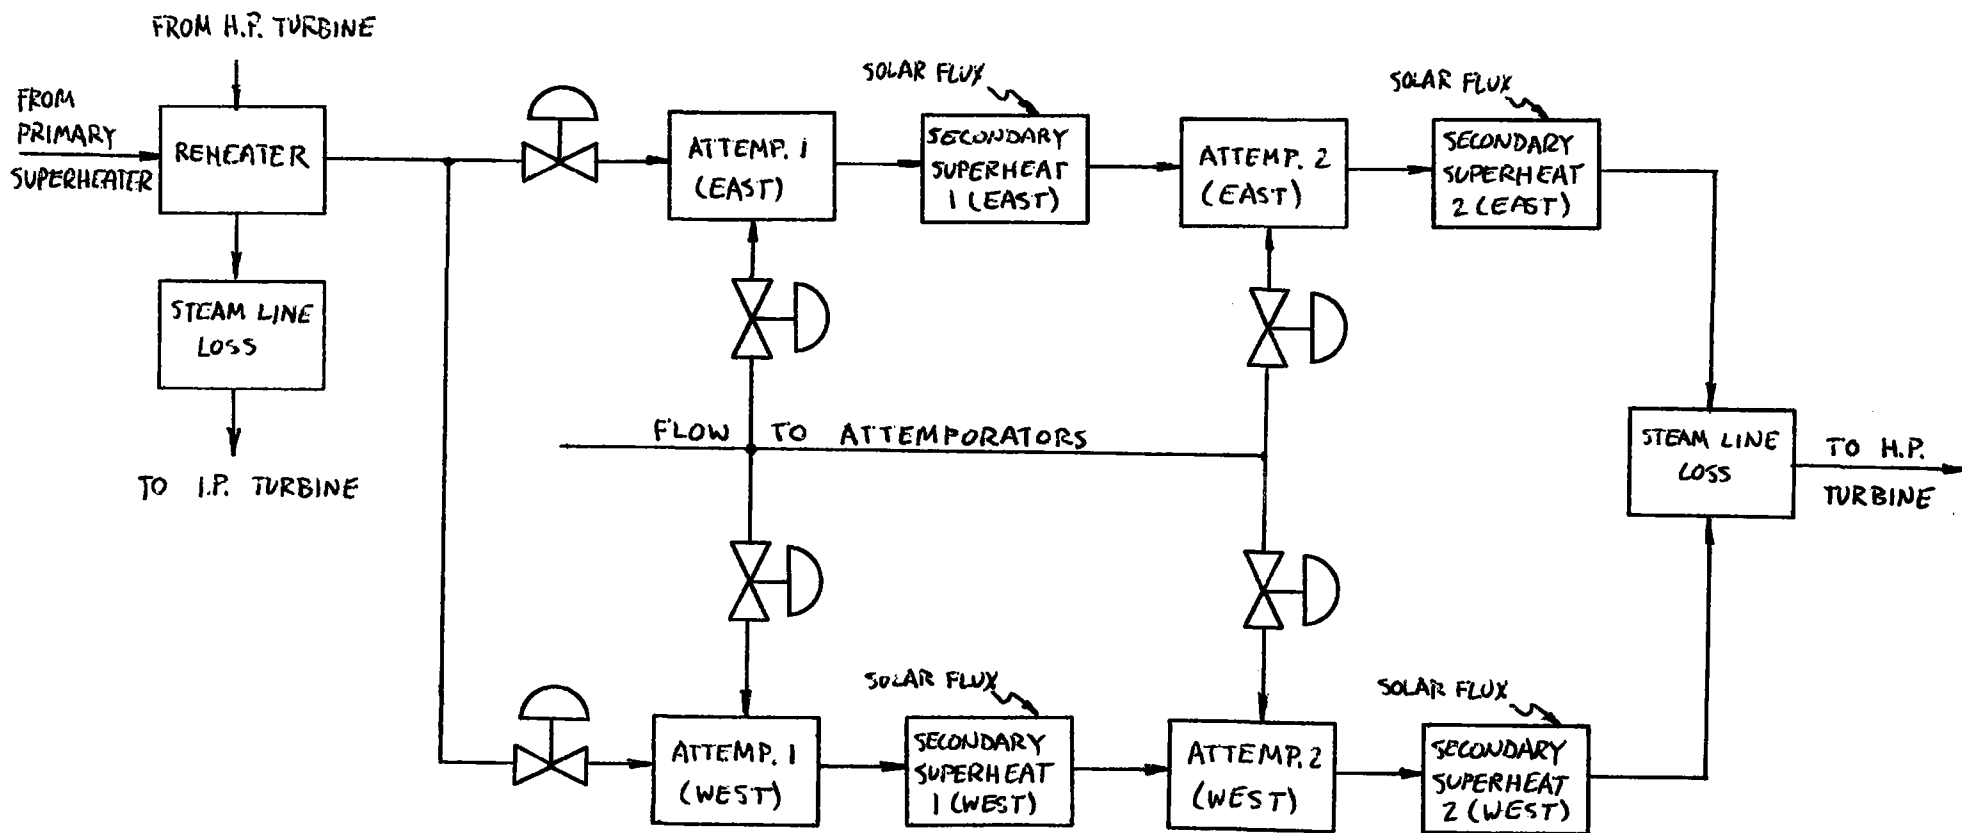 FROM H.P. TURBINE
FROM
PRIMARY
SUPERHEATER
REHEATER
STEAM LINE
LOSS
TO I.P. TURBINE
ATTEMP. 1
(EAST)
SOLAR FLUX
SECONDARY
SUPERHEAT
1 (EAST)
ATTEMP. 2
(EAST)
SOLAR FLUX
SECONDARY
SUPERHEAT
2 (EAST)
FLOW TO ATTEMPORATORS
STEAM LINE
LOSS
TO H.P.
TURBINE
ATTEMP. 1
(WEST)
SOLAR FLUX
SECONDARY
SUPERHEAT
1 (WEST)
ATTEMP. 2
(WEST)
SOLAR FLUX
SECONDARY
SUPERHEAT
2 (WEST)